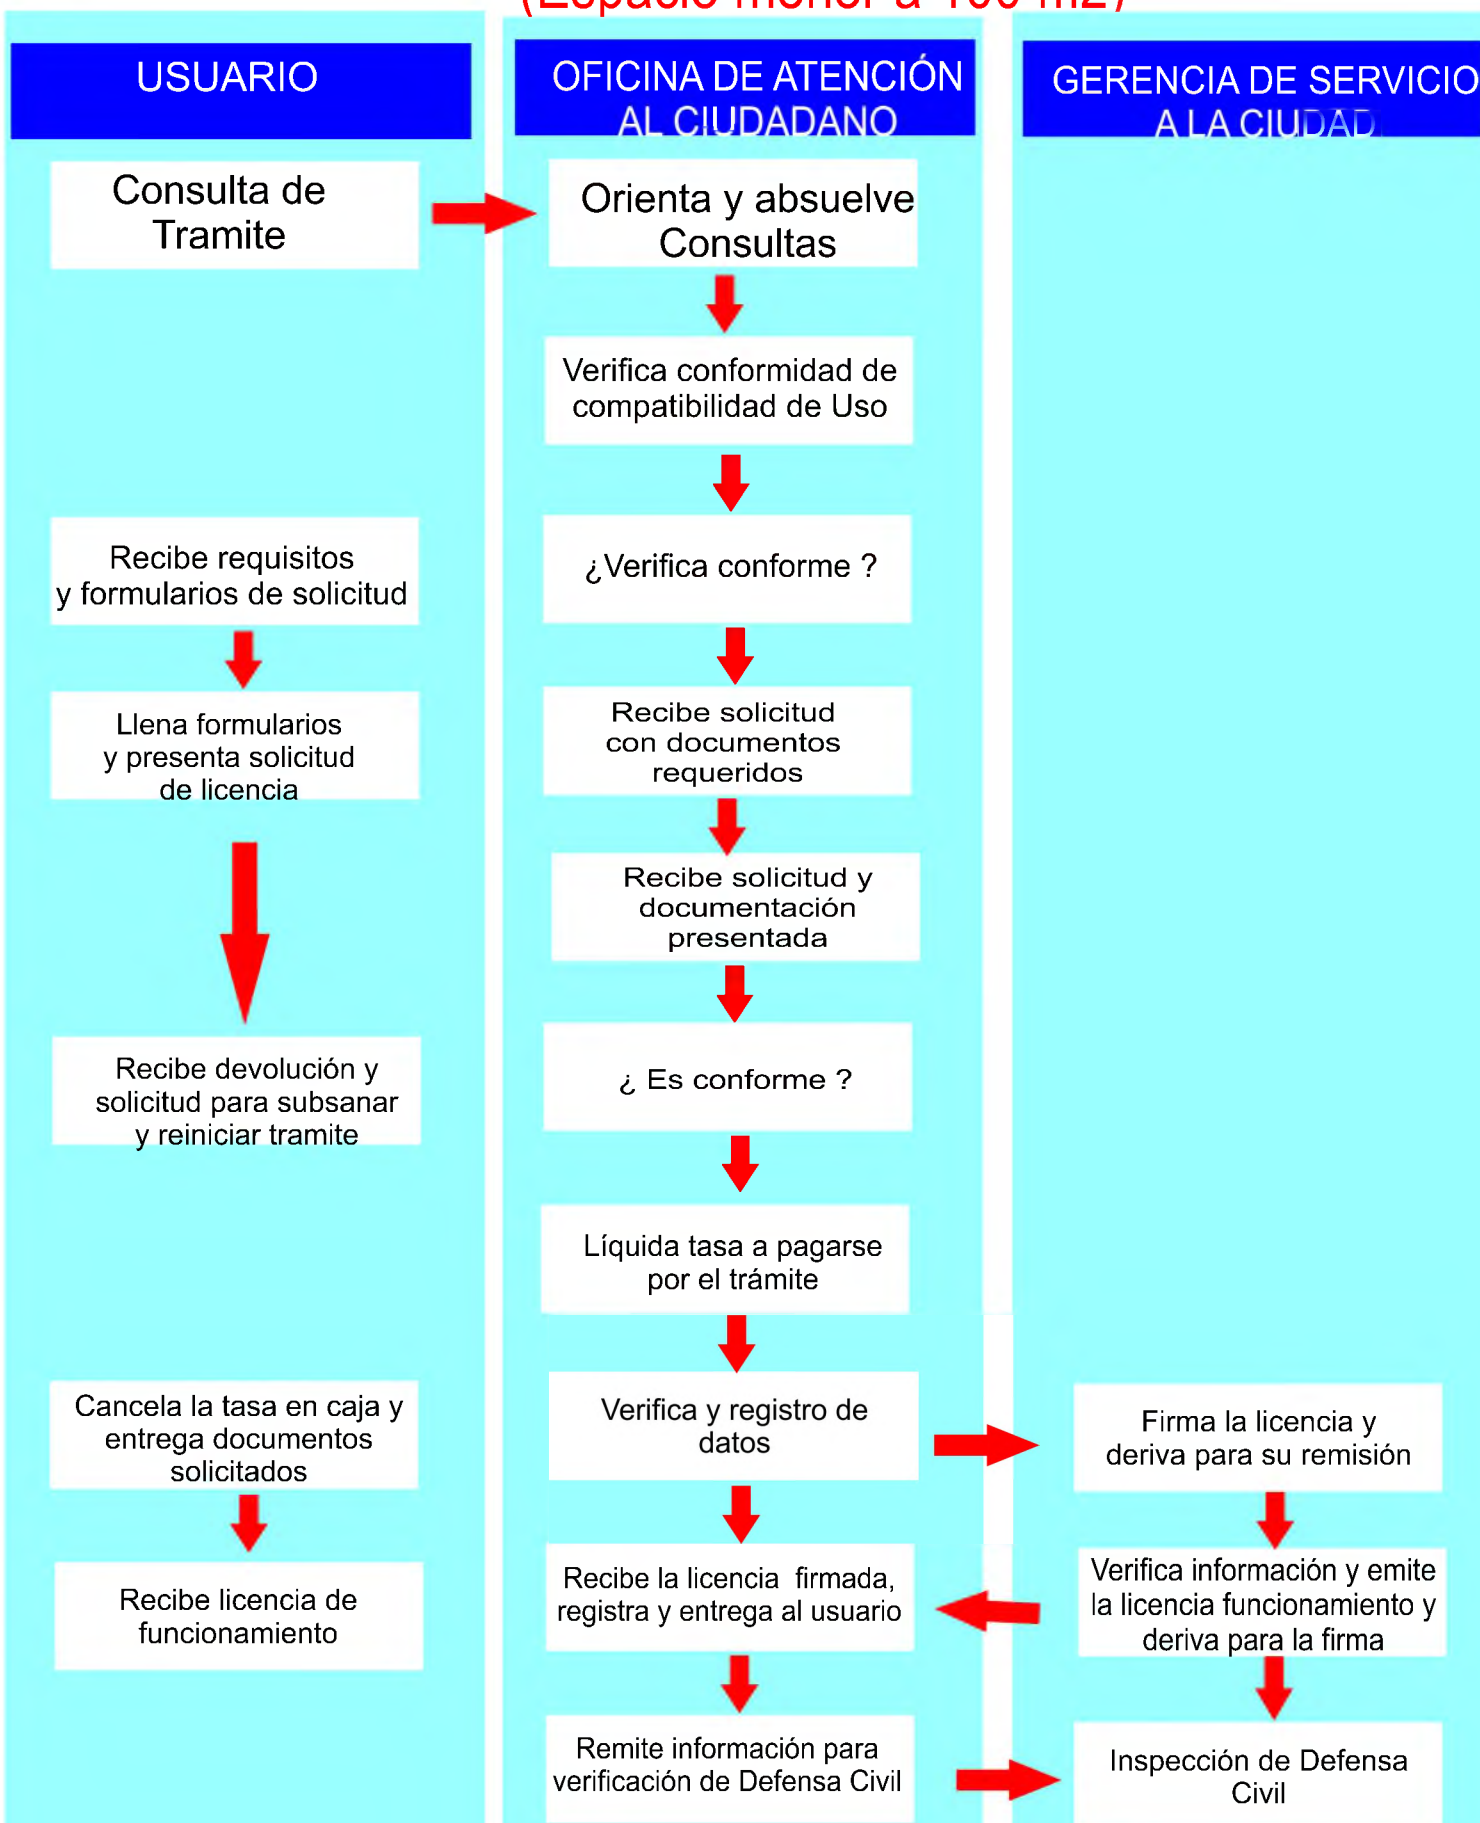 (Espacio menor a 100 m2)
USUARIO
OFICINA DE ATENCIÓN
AL CIUDADANO
GERENCIA DE SERVICIO
A LA CIUDAD
Consulta de
Tramite
Orienta y absuelve
Consultas
Verifica conformidad de
compatibilidad de Uso
Recibe requisitos
y formularios de solicitud
¿Verifica conforme ?
Llena formularios
y presenta solicitud
de licencia
Recibe solicitud
con documentos
requeridos
Recibe solicitud y
documentación
presentada
Recibe devolución y
solicitud para subsanar
y reiniciar tramite
¿ Es conforme ?
Líquida tasa a pagarse
por el trámite
Cancela la tasa en caja y
entrega documentos
solicitados
Verifica y registro de
datos
Firma la licencia y
deriva para su remisión
Recibe licencia de
funcionamiento
Recibe la licencia  firmada,
registra y entrega al usuario
Verifica información y emite
la licencia funcionamiento y
deriva para la firma
Remite información para
verificación de Defensa Civil
Inspección de Defensa
Civil